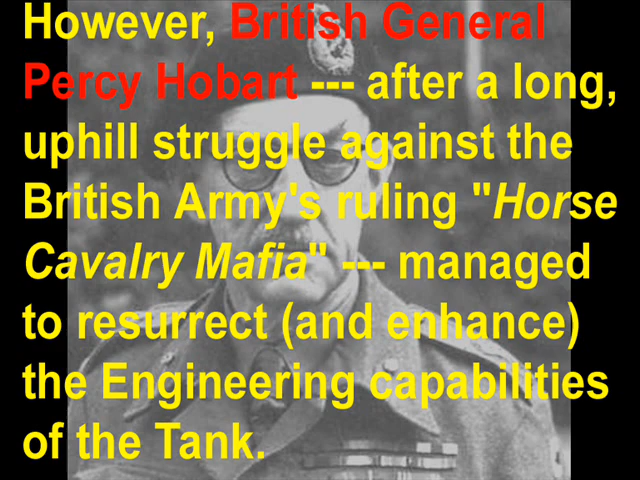 However, British General
Percy Hobart --- after a long,
uphill struggle against the
British Army's ruling "Horse
Cavalry Mafia" --- managed
to resurrect (and enhance)
the Engineering capabilities
of the Tank.